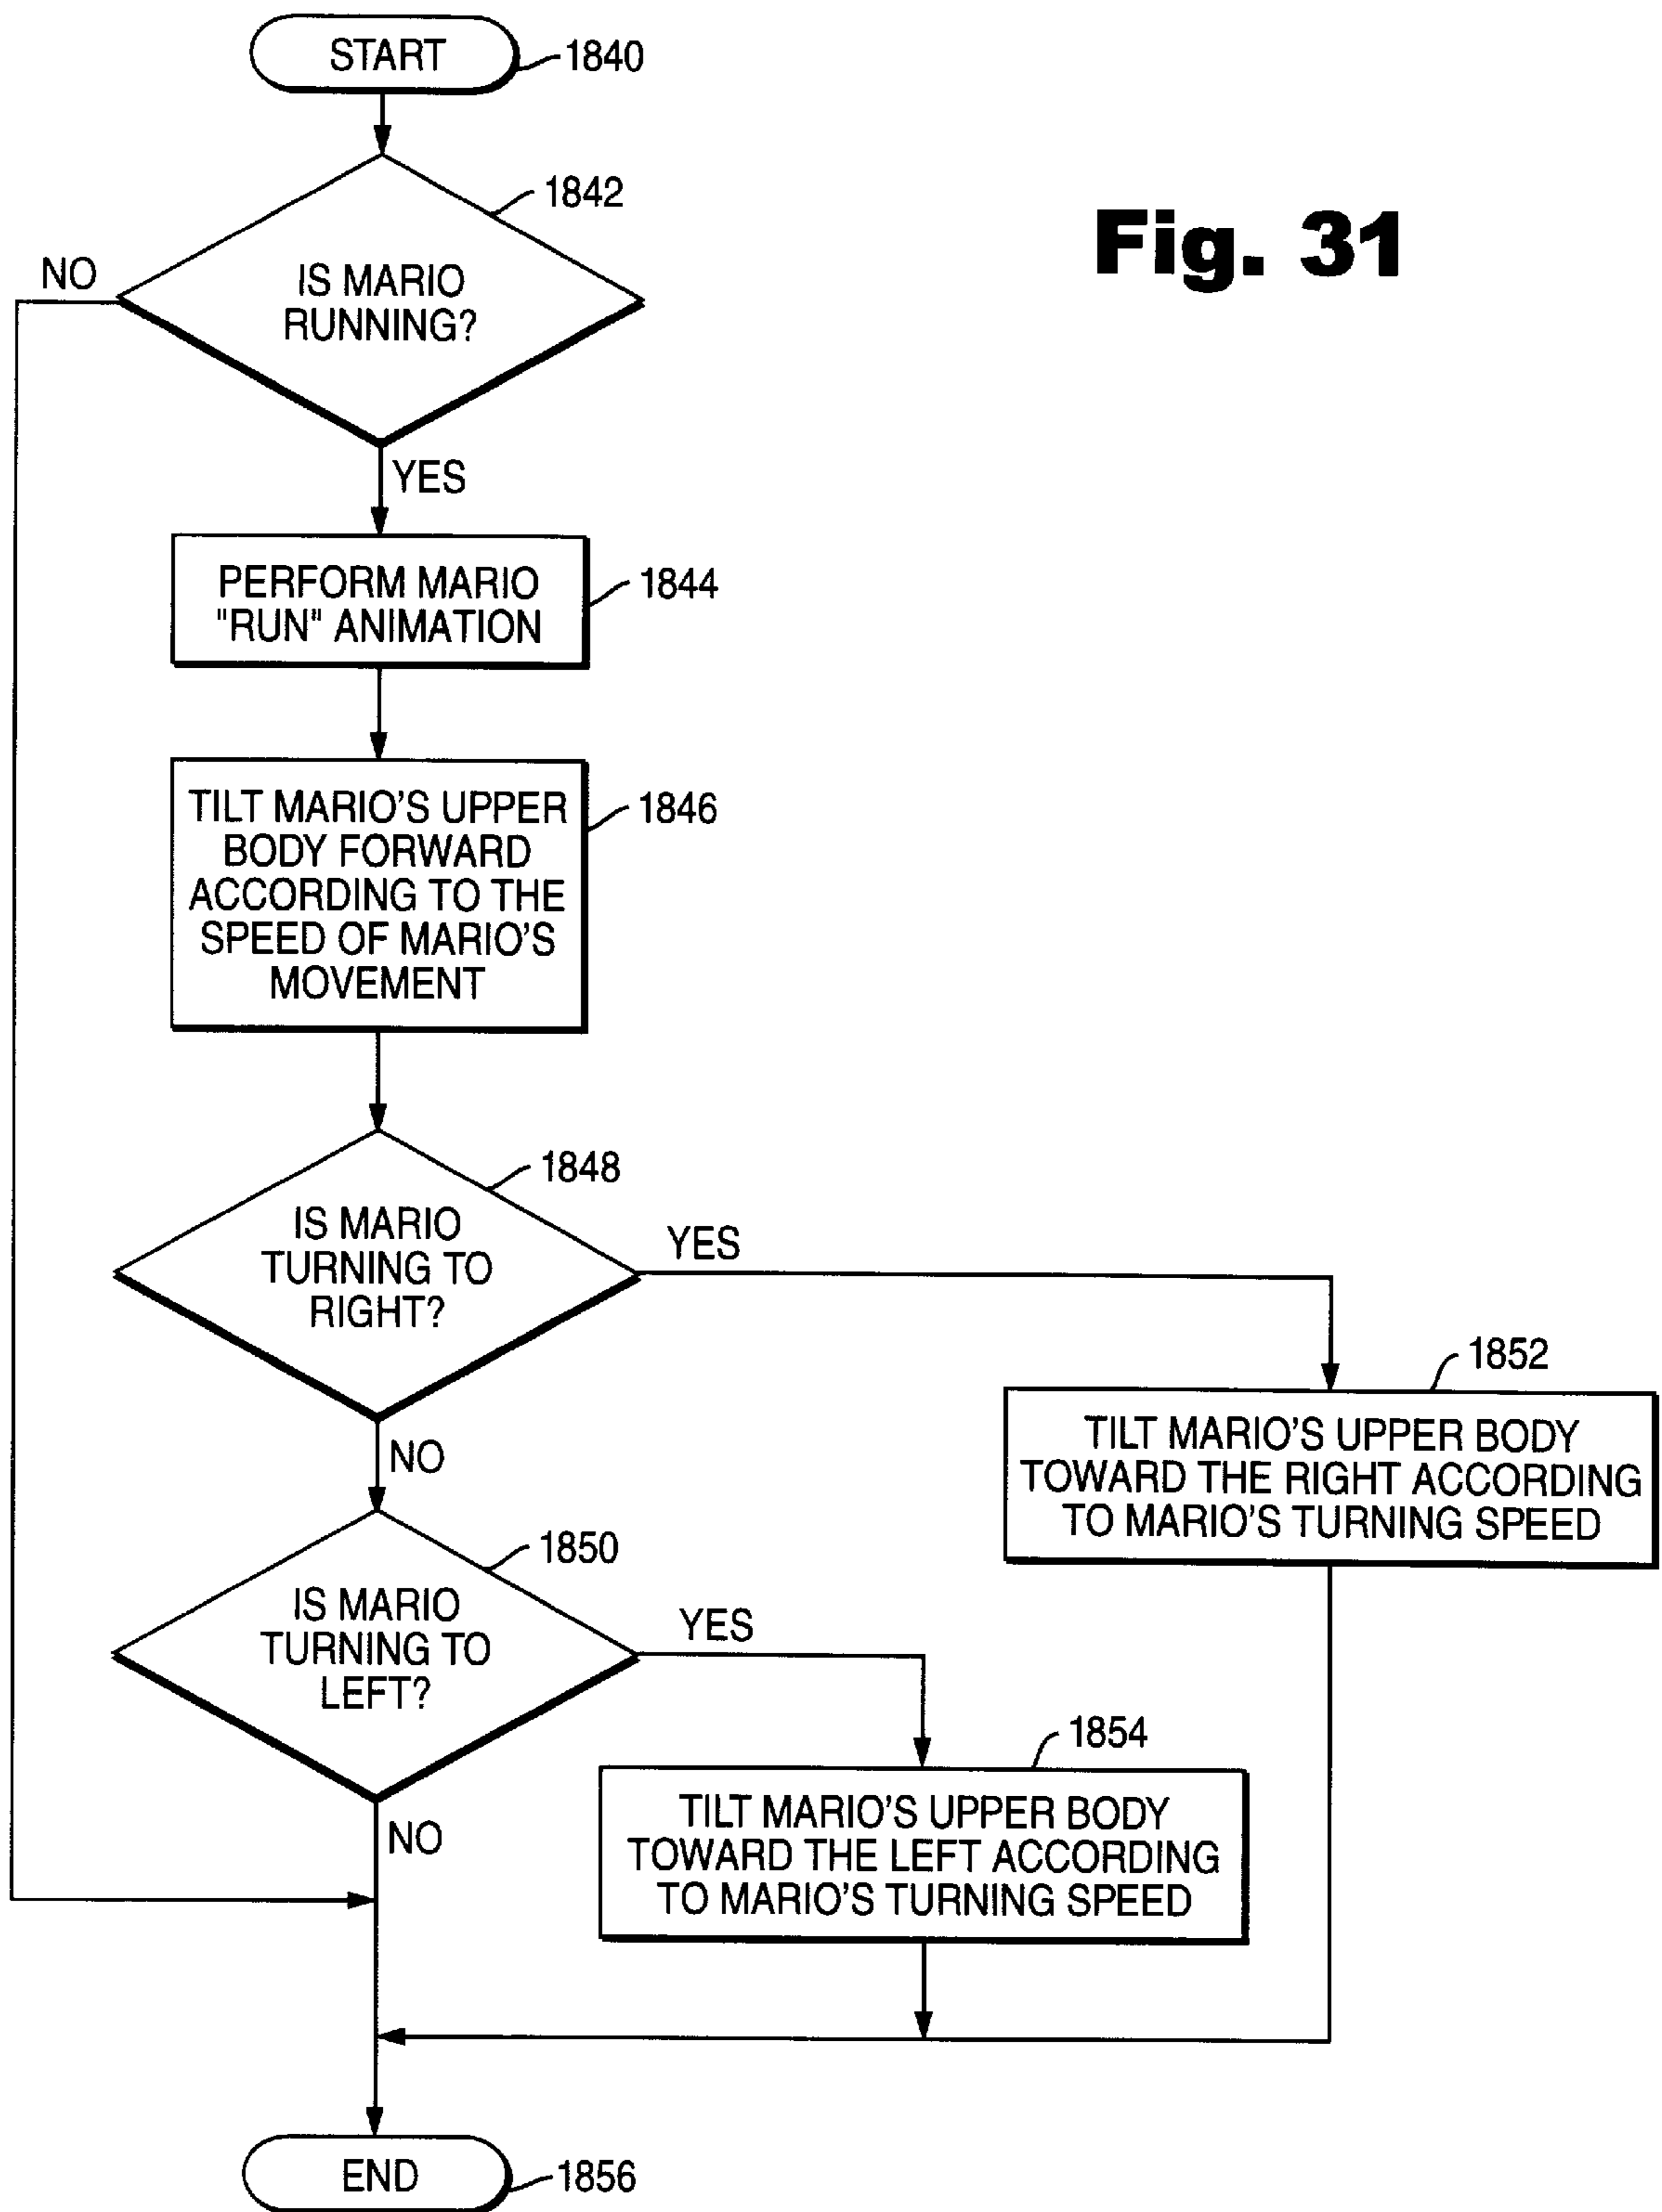 START
1840
Fig. 31
1842
IS MARIO
RUNNING?
NO
YES
PERFORM MARIO
"RUN" ANIMATION
1844
TILT MARIO'S UPPER
BODY FORWARD
ACCORDING TO THE
SPEED OF MARIO'S
MOVEMENT
1846
1848
IS MARIO
TURNING TO
RIGHT?
YES
NO
1852
TILT MARIO'S UPPER BODY
TOWARD THE RIGHT ACCORDING
TO MARIO'S TURNING SPEED
1850
IS MARIO
TURNING TO
LEFT?
YES
NO
1854
TILT MARIO'S UPPER BODY
TOWARD THE LEFT ACCORDING
TO MARIO'S TURNING SPEED
END
1856